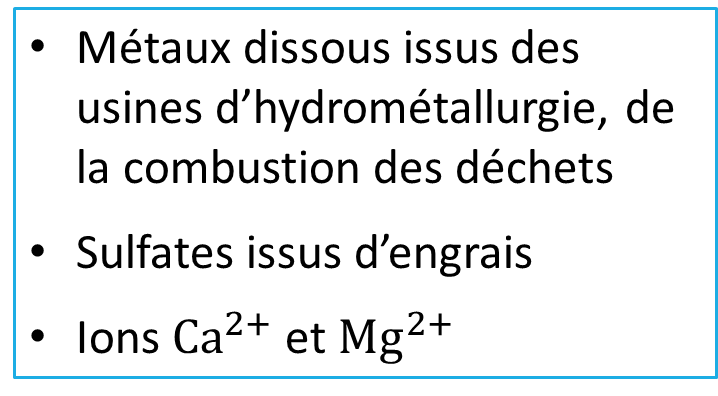 • Métaux dissous issus des
usines d’hydrométallurgie, de
la combustion des déchets
• Sulfates issus d’engrais
• Ions Ca²⁺ et Mg²⁺